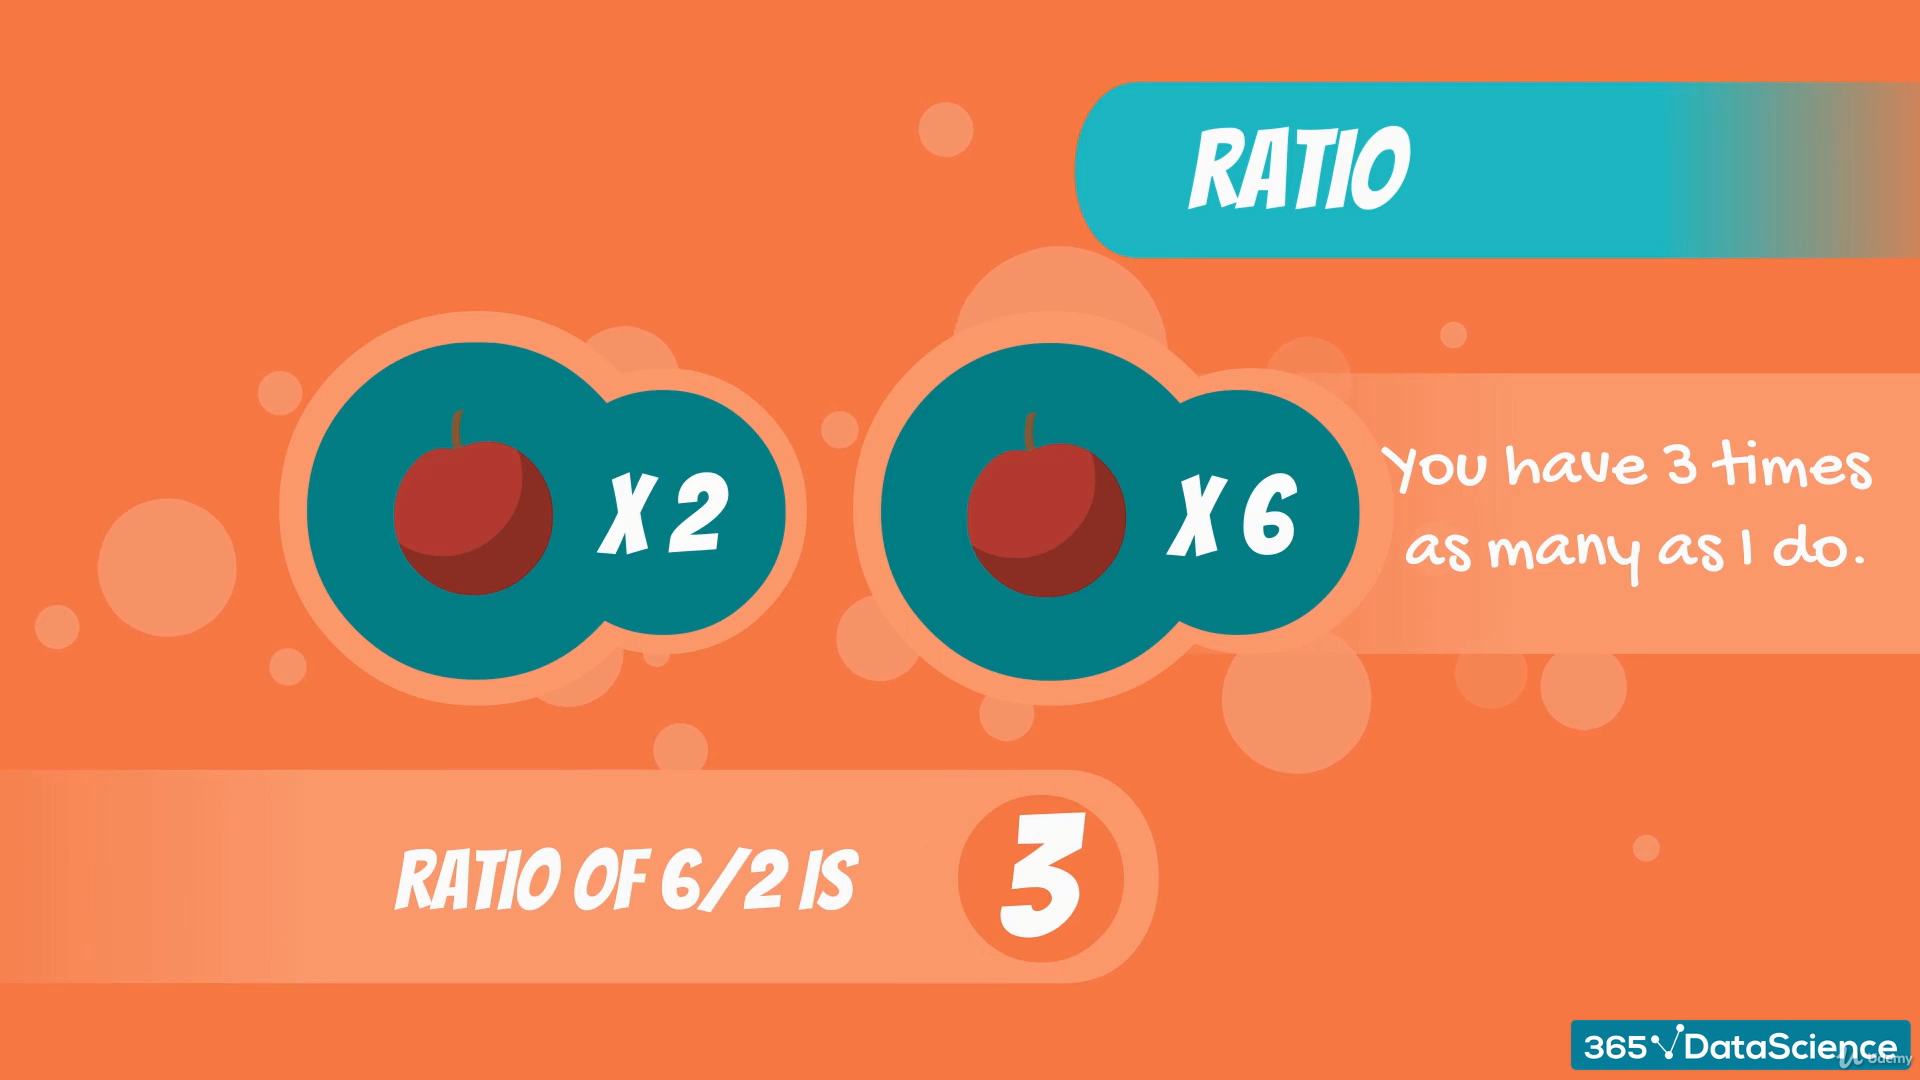 RATIO
X 2
X 6
You have 3 times
as many as I do.
RATIO OF 6/2 IS
3
365 DataScience
Udemy